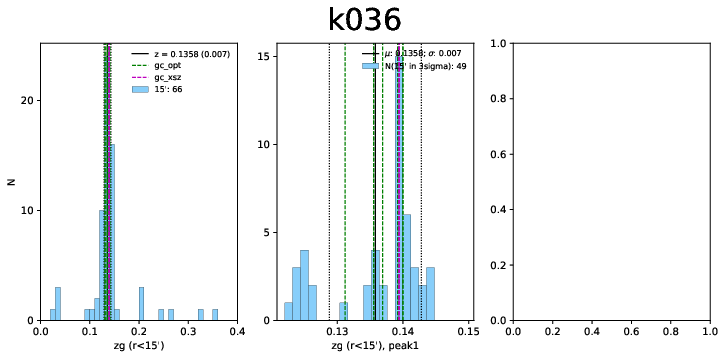 k036
z = 0.1358 (0.007)
gc_opt
gc_xsz
15': 66
N
0
10
20
0.0 0.1 0.2 0.3 0.4
zg (r<15')
μ: 0.1358; σ: 0.007
N(15' in 3sigma): 49
0
5
10
15
0.13 0.14 0.15
zg (r<15'), peak1
1.0
0.8
0.6
0.4
0.2
0.0
0.0 0.2 0.4 0.6 0.8 1.0